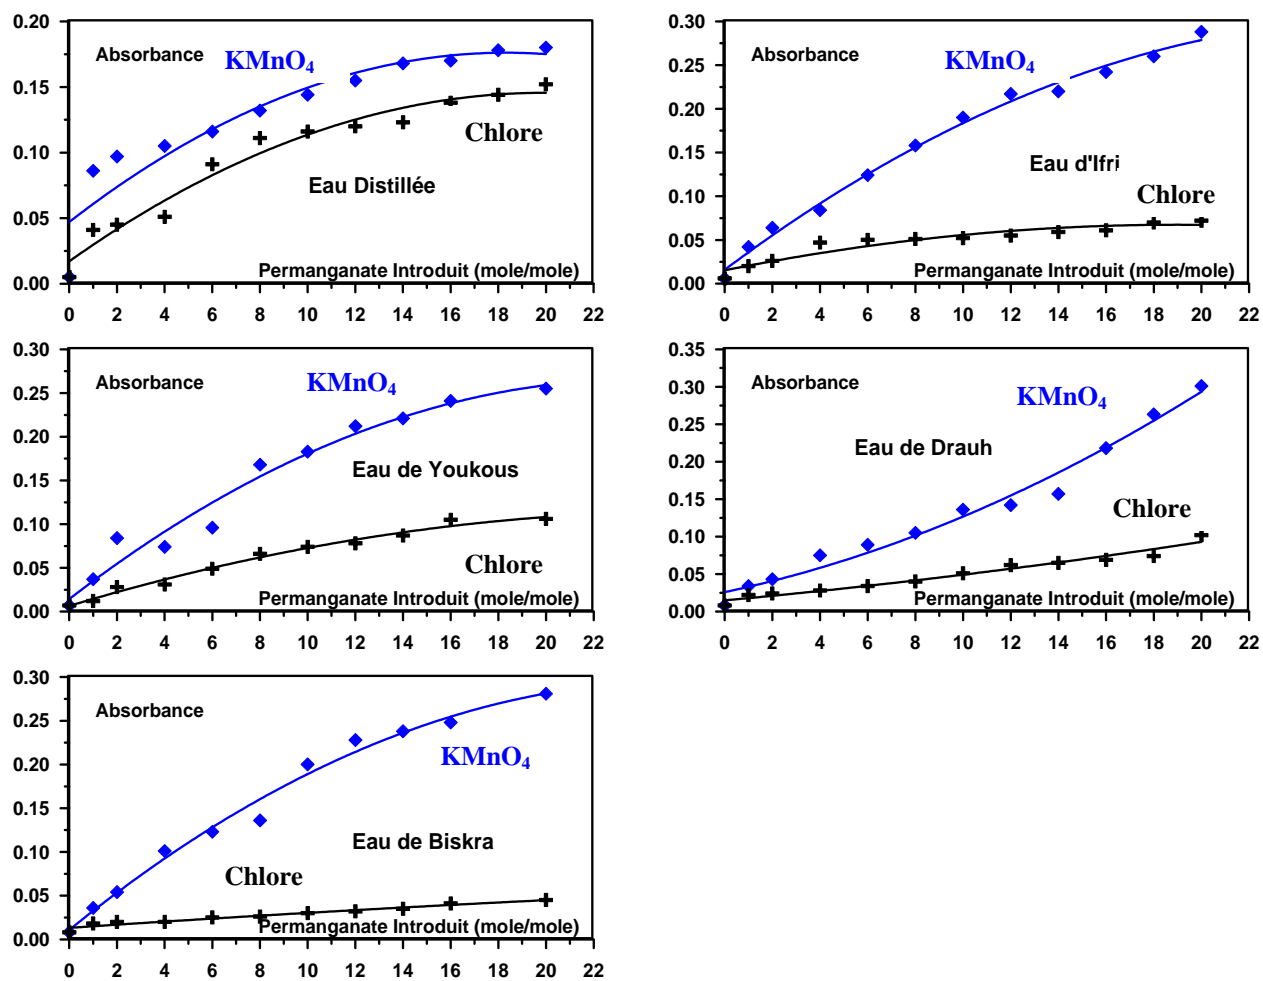 0.20
0.15
0.10
0.05
0.00
Absorbance
KMnO₄
Chlore
Eau Distillée
Permanganate Introduit (mole/mole)
0 2 4 6 8 10 12 14 16 18 20 22
0.30
0.25
0.20
0.15
0.10
0.05
0.00
Absorbance
KMnO₄
Eau d'Ifri
Chlore
Permanganate Introduit (mole/mole)
0 2 4 6 8 10 12 14 16 18 20 22
0.30
0.25
0.20
0.15
0.10
0.05
0.00
Absorbance
KMnO₄
Eau de Youkous
Chlore
Permanganate Introduit (mole/mole)
0 2 4 6 8 10 12 14 16 18 20 22
0.35
0.30
0.25
0.20
0.15
0.10
0.05
0.00
Absorbance
KMnO₄
Eau de Drauh
Chlore
Permanganate Introduit (mole/mole)
0 2 4 6 8 10 12 14 16 18 20 22
0.30
0.25
0.20
0.15
0.10
0.05
0.00
Absorbance
KMnO₄
Eau de Biskra
Chlore
Permanganate Introduit (mole/mole)
0 2 4 6 8 10 12 14 16 18 20 22